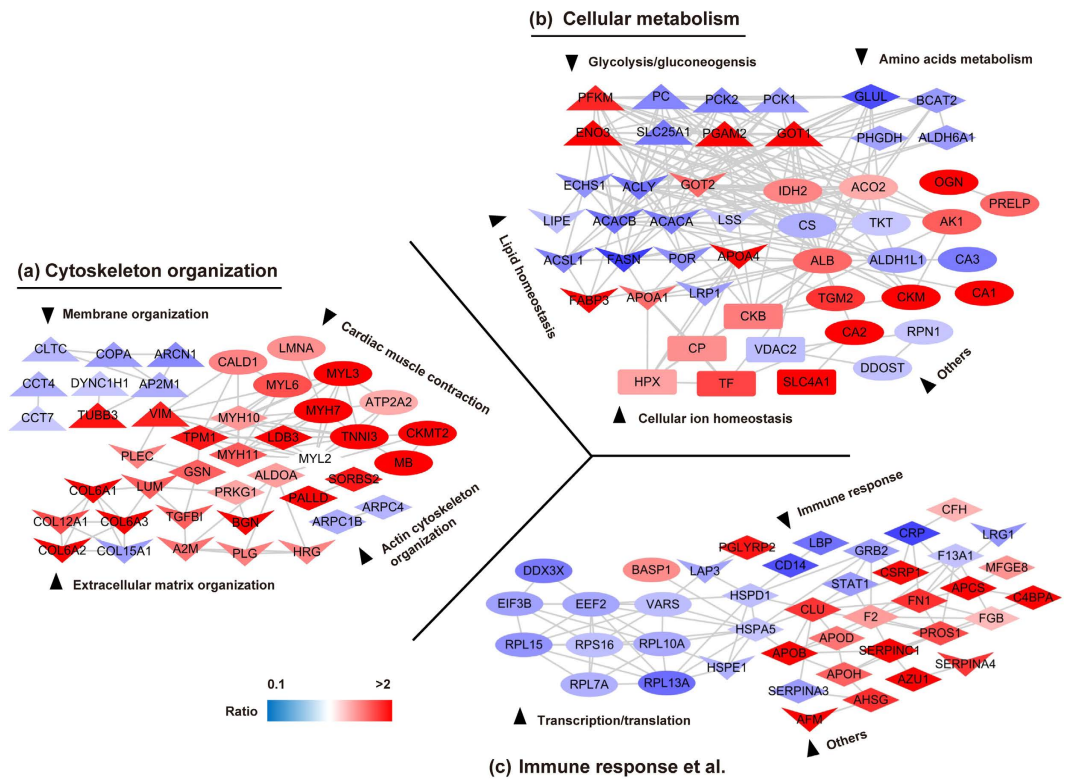 (b) Cellular metabolism
Glycolysis/gluconeogensis
Amino acids metabolism
PFKM PC PCK2 PCK1 GLUL BCAT2
ENO3 SLC25A1 PGAM2 GOT1 PHGDH ALDH6A1
ECHS1 ACLY GOT2 IDH2 ACO2 OGN PRELP
LIPE ACACB ACACA LSS CS TKT AK1
ACSL1 FASN POR APOA4 ALB ALDH1L1 CA3
FABP3 APOA1 LRP1 TGM2 CKM CA1
CKB CA2 RPN1
CP VDAC2 DDOST
HPX TF SLC4A1
Lipid homeostasis
Others
Cellular ion homeostasis
(a) Cytoskeleton organization
Membrane organization
Cardiac muscle contraction
CLTC COPA ARCN1 CALD1 LMNA
CCT4 DYNC1H1 AP2M1 MYL6 MYL3 ATP2A2
CCT7 TUBB3 VIM MYH10 MYH7
TPM1 LDB3 TNNI3 CKMT2
PLEC MYH11 MYL2 MB
COL6A1 LUM GSN ALDOA SORBS2
PRKG1 PALLD ARPC4
COL12A1 COL6A3 TGFBI BGN ARPC1B
COL6A2 COL15A1 A2M PLG HRG
Actin cytoskeleton
organization
Extracellular matrix organization
Immune response
CFH
PGLYRP2 LBP CRP LRG1
DDX3X BASP1 LAP3 CD14 GRB2 F13A1
STAT1 CSRP1 MFGE8
EIF3B EEF2 VARS HSPD1 CLU FN1 APCS C4BPA
RPL15 RPS16 RPL10A HSPA5 F2 FGB
APOD PROS1
APOB SERPINC1
RPL7A RPL13A HSPE1 APOH SERPINA4
SERPINA3 AHSG AZU1
AFM
Transcription/translation
Others
0.1 >2
Ratio
(c) Immune response et al.